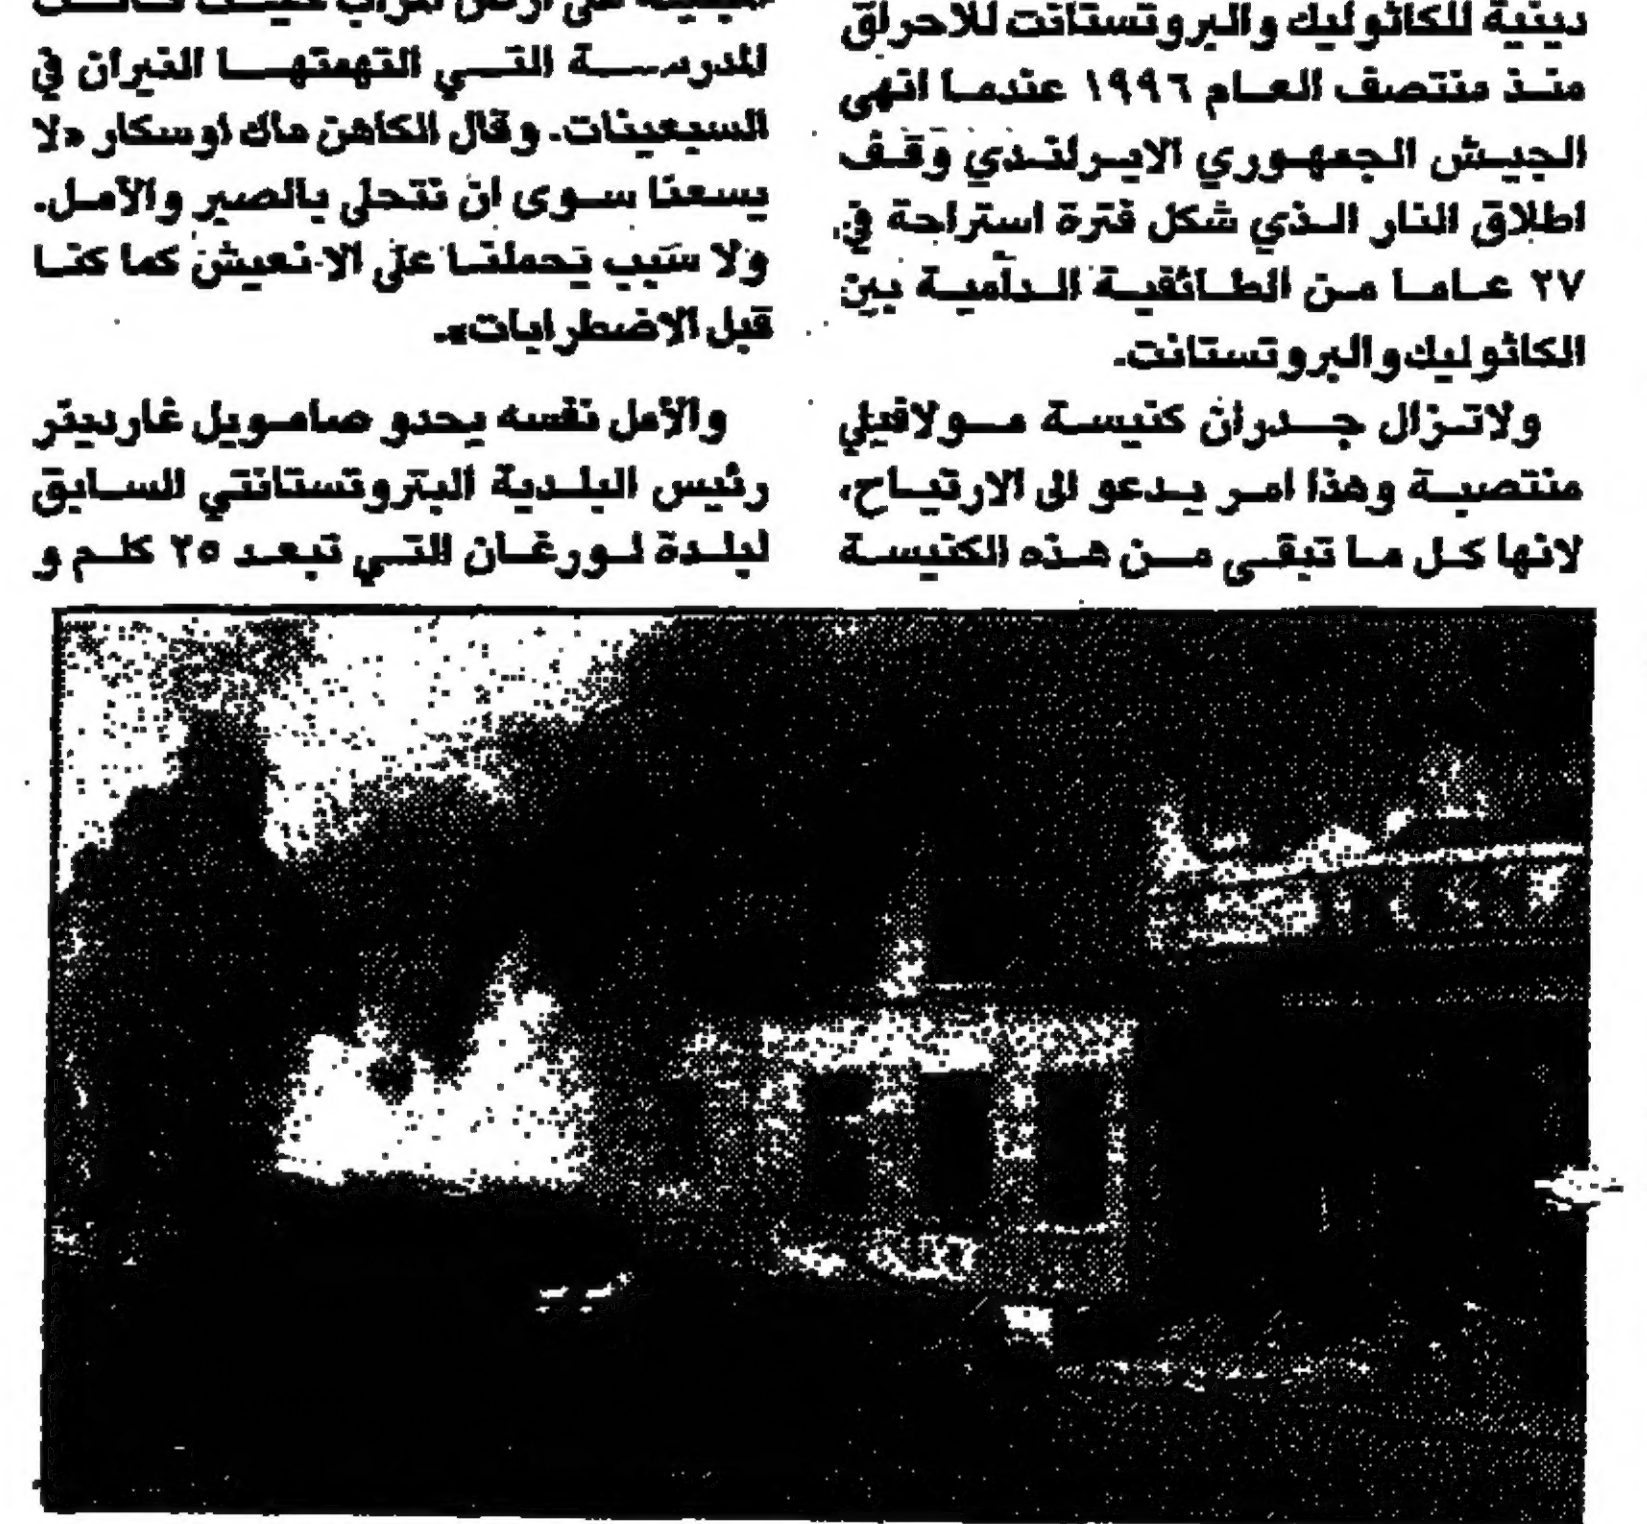 دينية للكاثوليك والبروتستانت للاحراق
منذ منتصف العام ١٩٩٦ عندما انهى
الجيش الجمهوري الايرلندي وقف
اطلاق النار الذي شكل فترة استراحة في
٢٧ عاما من الطائفية الدامية بين
الكاثوليك والبروتستانت.
ولاتزال جدران كنيسة مولافيلي
منتصبة وهذا امر يدعو الى الارتياح،
لانها كل ما تبقى من هذه الكنيسة
المدرسة التي التهمتها النيران في
السبعينات. وقال الكاهن ماك اوسكار «لا
يسعنا سوى ان نتحلى بالصبر والأمل.
ولا سبب يحملنا على الا نعيش كما كنا
قبل الاضطرابات».
والأمل نفسه يحدو صامويل غاردينر
رئيس البلدية البتروتستانتي السابق
لبلدة لورغان التي تبعد ٢٥ كلم و